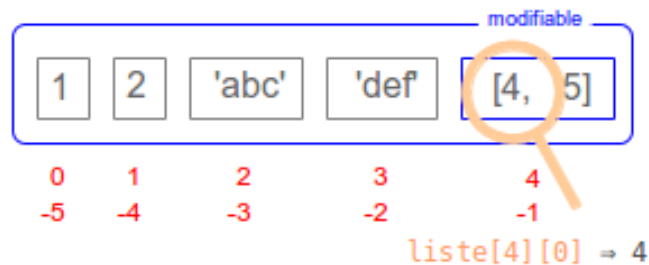 modifiable
1 2 'abc' 'def' [4, 5]
0 1 2 3 4
-5 -4 -3 -2 -1
liste[4][0] ⇒ 4